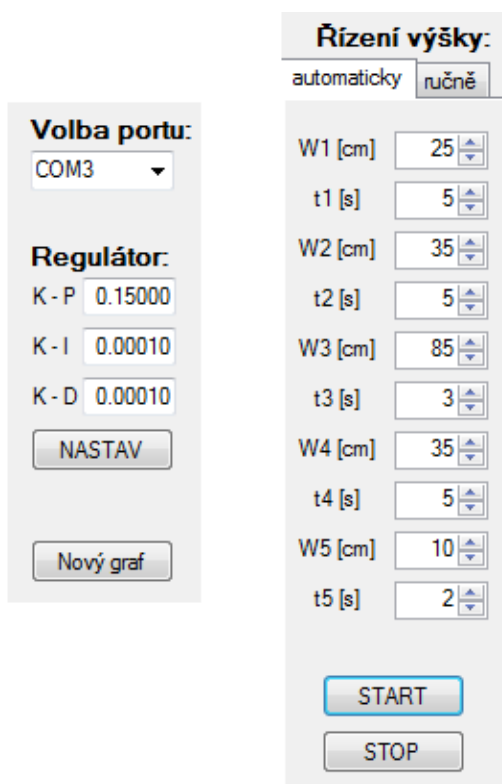 Volba portu:
COM3
Regulátor:
K - P 0.15000
K - I 0.00010
K - D 0.00010
NASTAV
Nový graf
Řízení výšky:
automaticky ručně
W1 [cm] 25
t1 [s] 5
W2 [cm] 35
t2 [s] 5
W3 [cm] 85
t3 [s] 3
W4 [cm] 35
t4 [s] 5
W5 [cm] 10
t5 [s] 2
START
STOP